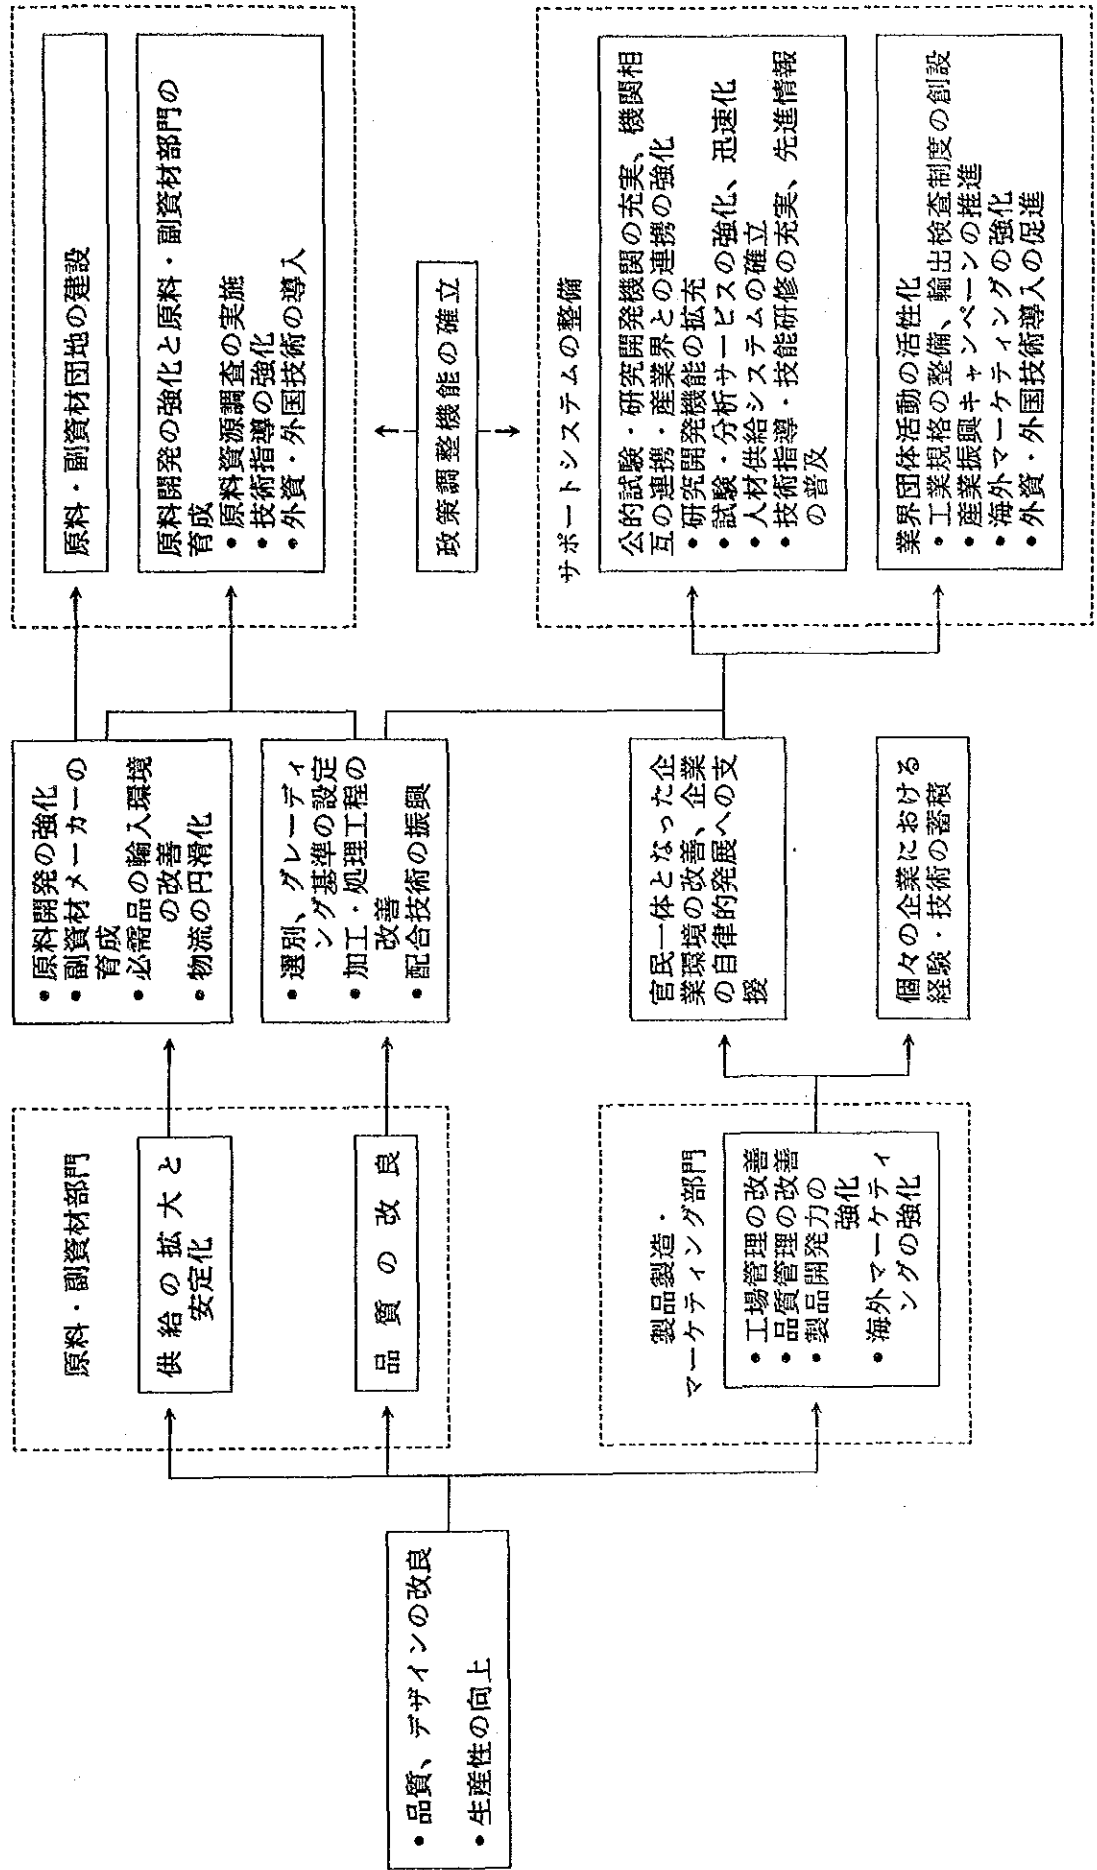 • 品質、デザインの改良
• 生産性の向上
原料・副資材部門
供給の拡大と
安定化
品質の改良
製品製造・
マーケティング部門
• 工場管理の改善
• 品質管理の改善
• 製品開発力の
強化
• 海外マーケティ
ングの強化
• 原料開発の強化
• 副資材メーカーの
育成
• 必需品の輸入環境
の改善
• 物流の円滑化
• 選別、グレーディ
ング基準の設定
• 加工・処理工程の
改善
• 配合技術の振興
官民一体となった企
業環境の改善、企業
の自律的発展への支
援
個々の企業における
経験・技術の蓄積
原料・副資材団地の建設
原料開発の強化と原料・副資材部門の
育成
• 原料資源調査の実施
• 技術指導の強化
• 外資・外国技術の導入
政策調整機能の確立
サポートシステムの整備
公的試験・研究開発機関の充実、機関相
互の連携・産業界との連携の強化
• 研究開発機能の拡充
• 試験・分析サービスの強化、迅速化
• 人材供給システムの確立
• 技術指導・技能研修の充実、先進情報
の普及
業界団体活動の活性化
• 工業規格の整備、輸出検査制度の創設
• 産業振興キャンペーンの推進
• 海外マーケティングの強化
• 外資・外国技術導入の促進